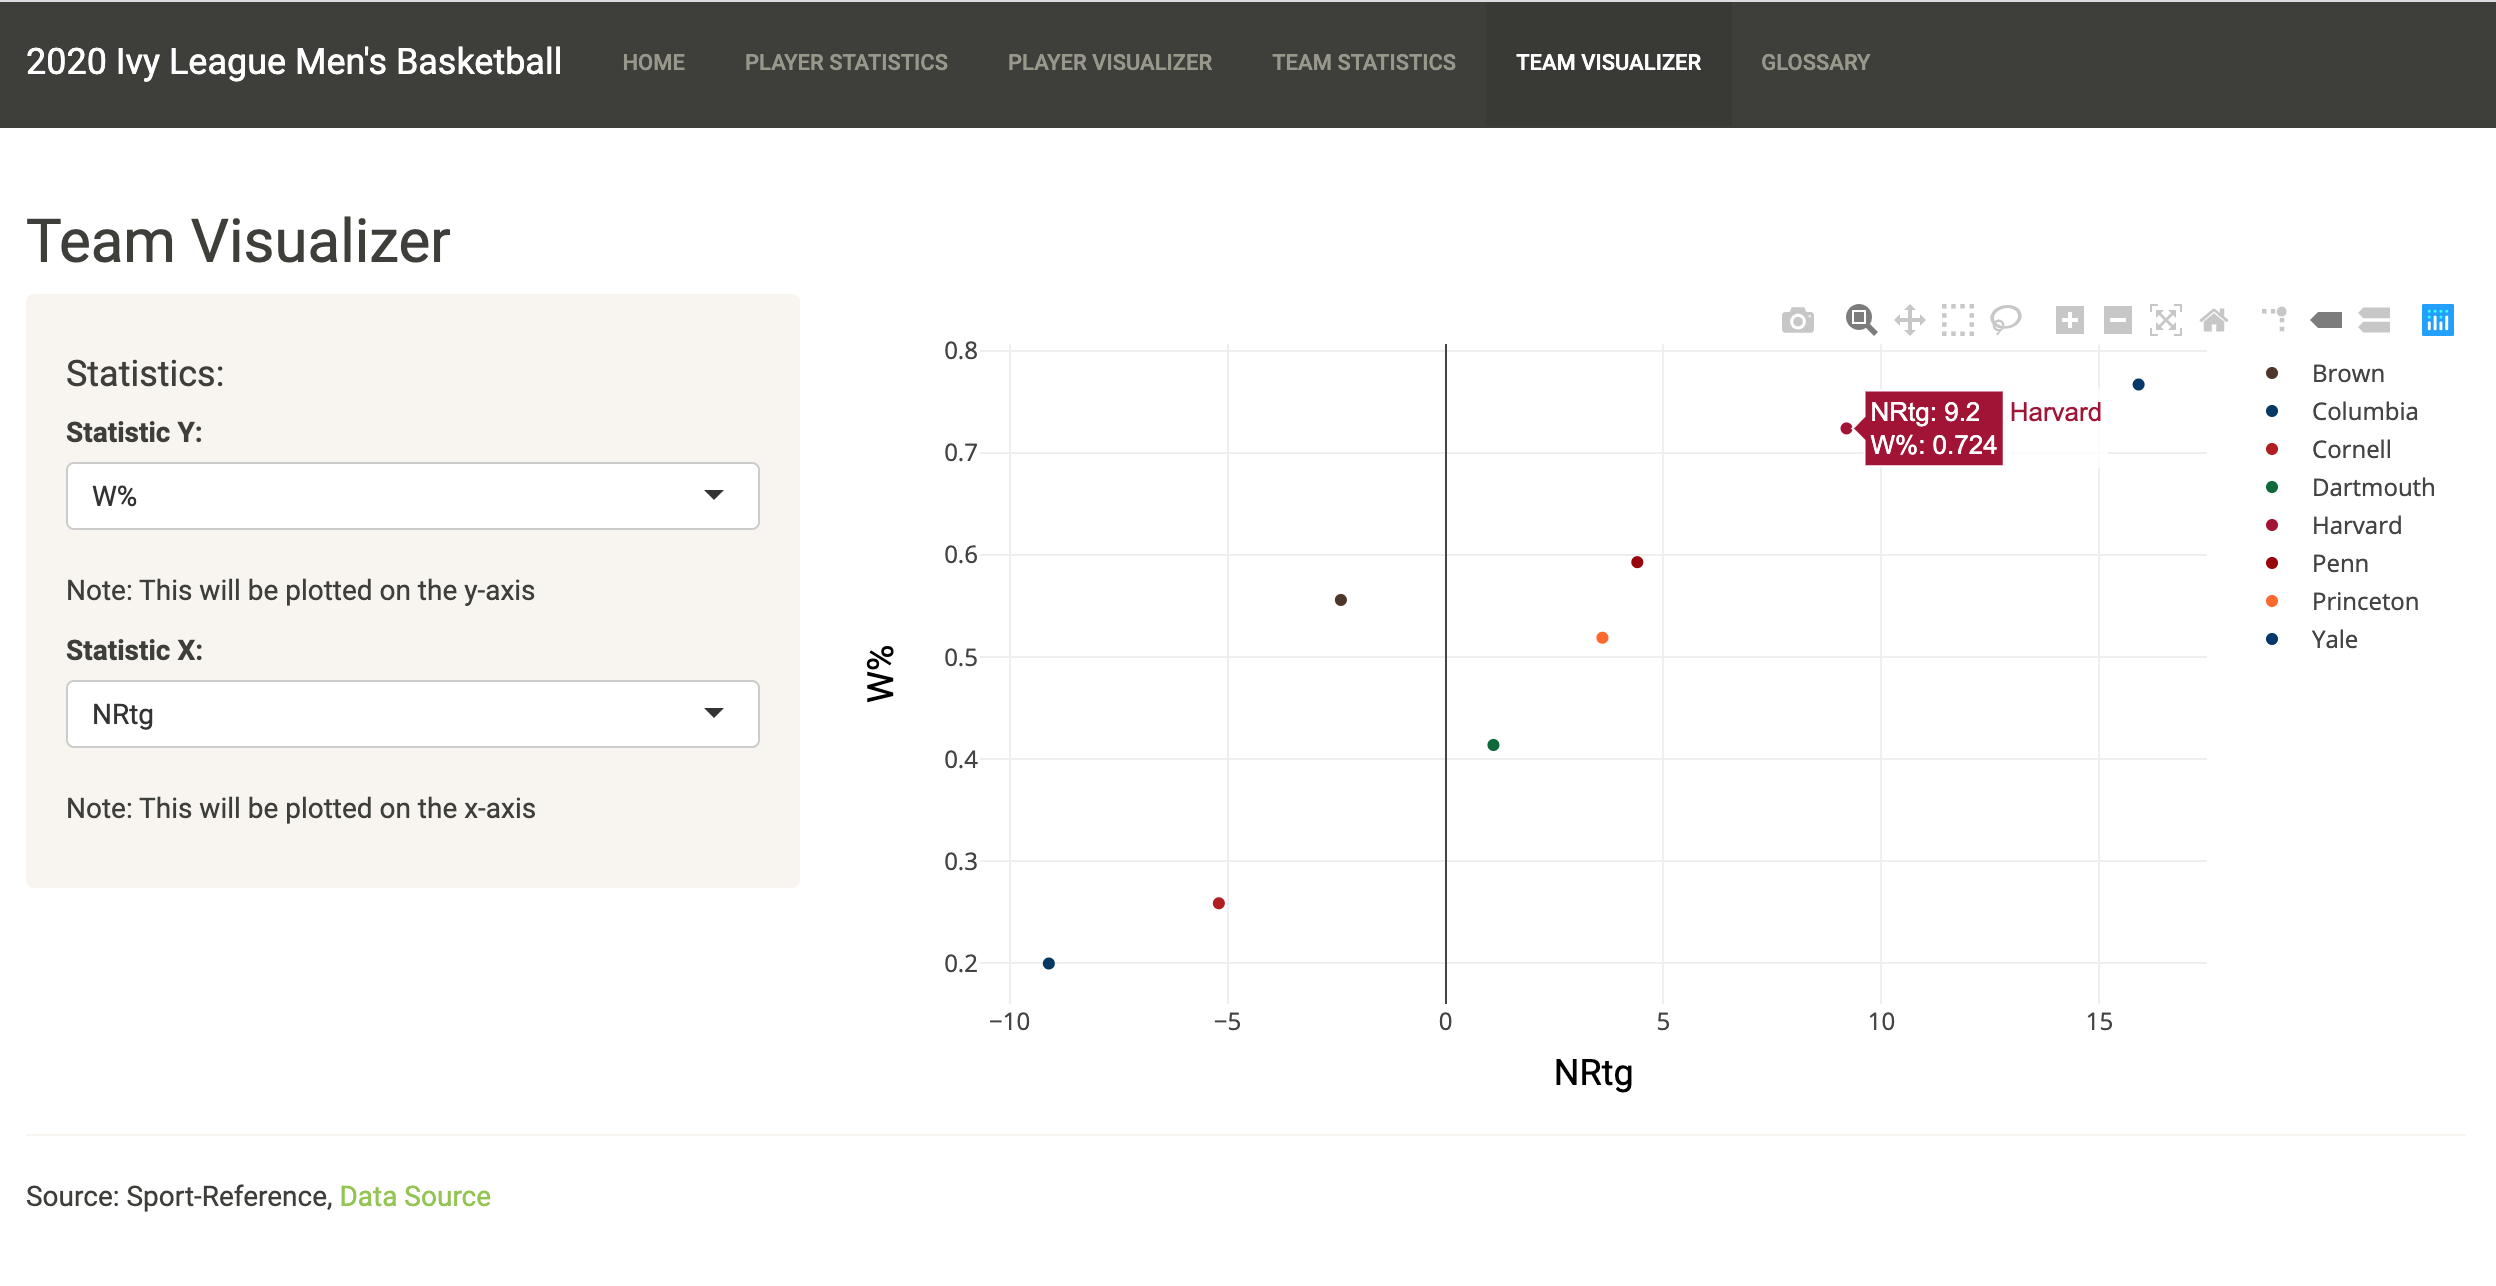 2020 Ivy League Men's Basketball HOME PLAYER STATISTICS PLAYER VISUALIZER TEAM STATISTICS TEAM VISUALIZER GLOSSARY
Team Visualizer
Statistics:
Statistic Y:
W%
Note: This will be plotted on the y-axis
Statistic X:
NRtg
Note: This will be plotted on the x-axis
0.8
0.7
0.6
0.5
0.4
0.3
0.2
W%
NRtg: 9.2 Harvard
W%: 0.724
−10 −5 0 5 10 15
NRtg
Brown
Columbia
Cornell
Dartmouth
Harvard
Penn
Princeton
Yale
Source: Sport-Reference, Data Source